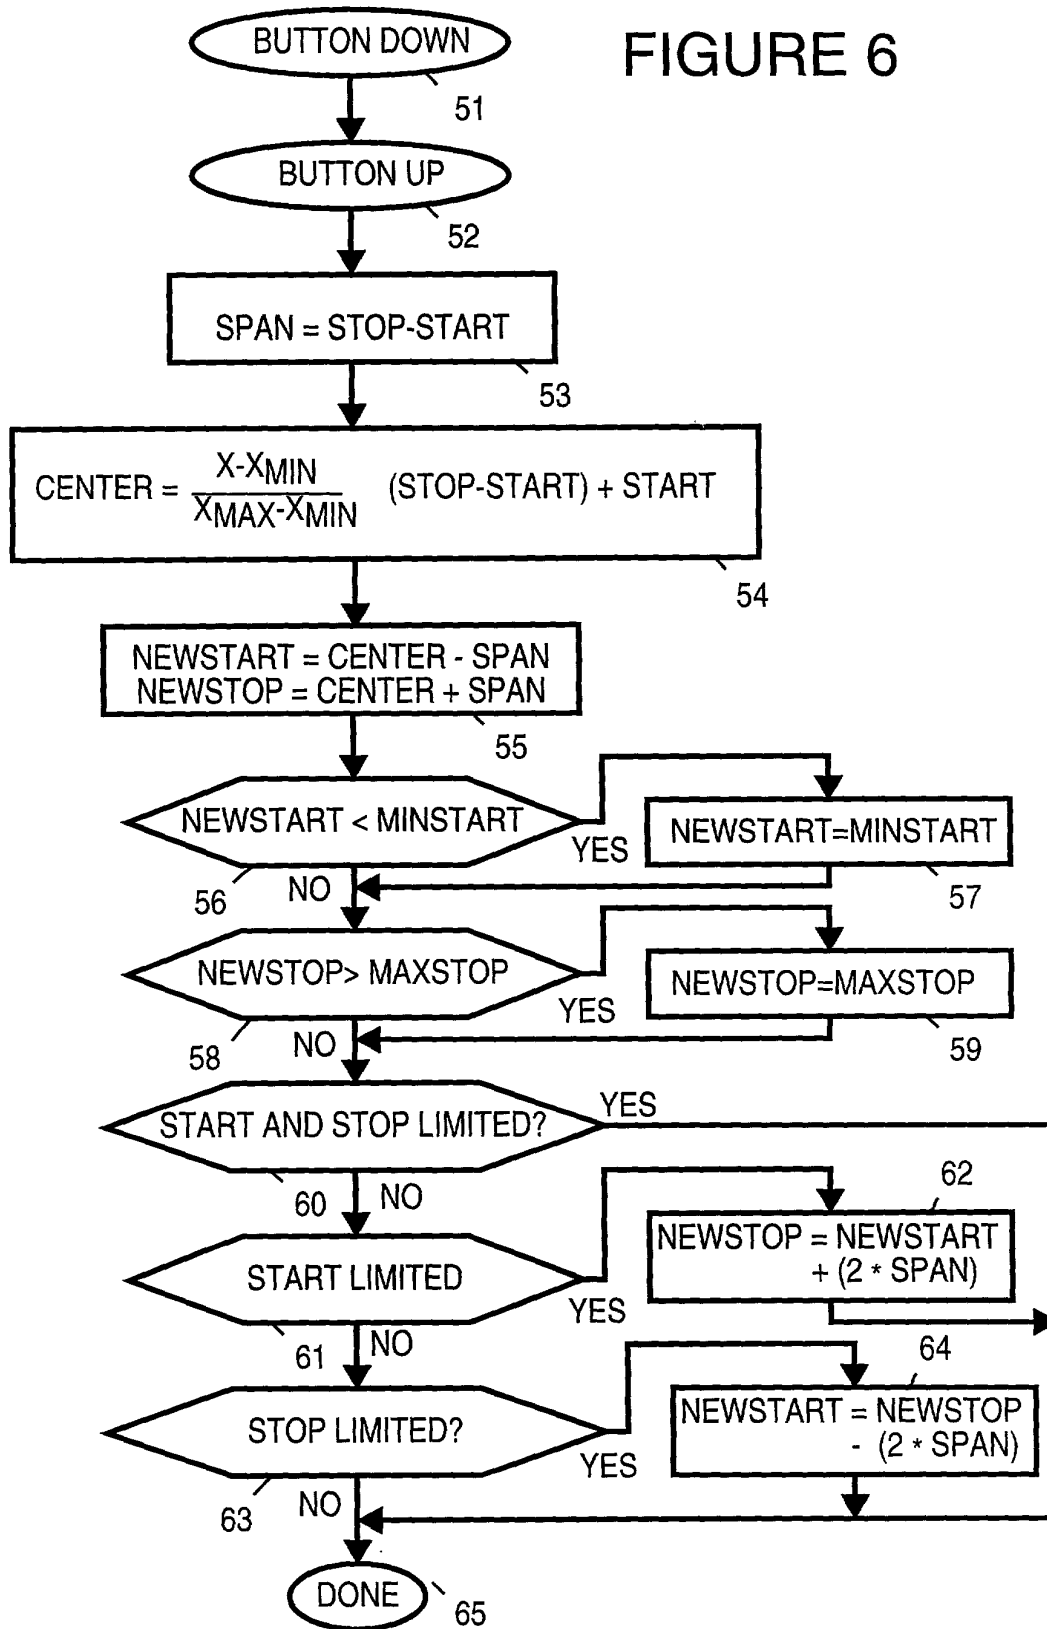 FIGURE 6
BUTTON DOWN
51
BUTTON UP
52
SPAN = STOP-START
53
CENTER = X-XMIN / XMAX-XMIN (STOP-START) + START
54
NEWSTART = CENTER - SPAN
NEWSTOP = CENTER + SPAN
55
NEWSTART < MINSTART
YES
NEWSTART=MINSTART
56
NO
57
NEWSTOP> MAXSTOP
YES
NEWSTOP=MAXSTOP
58
NO
59
START AND STOP LIMITED?
YES
60
NO
62
START LIMITED
YES
NEWSTOP = NEWSTART
+ (2 * SPAN)
61
NO
64
STOP LIMITED?
YES
NEWSTART = NEWSTOP
- (2 * SPAN)
63
NO
DONE
65